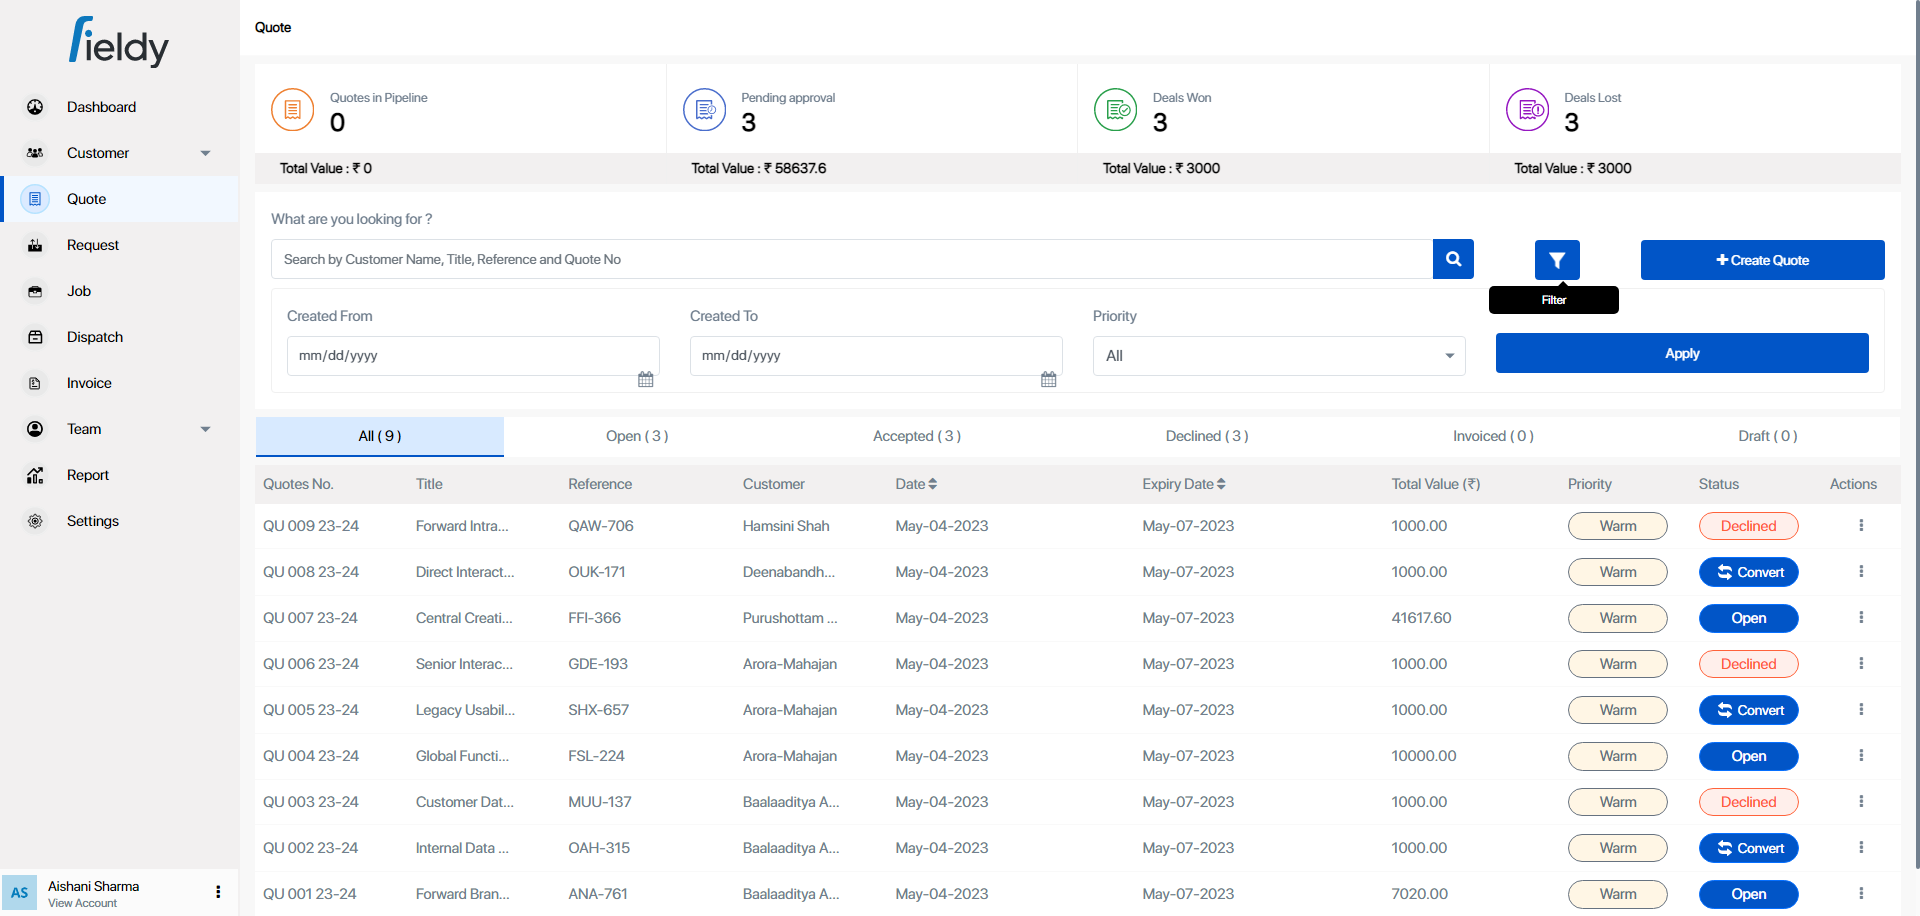 fieldy
Quote
Dashboard
Customer
Quote
Request
Job
Dispatch
Invoice
Team
Report
Settings
AS
Aishani Sharma
View Account
Quotes in Pipeline
0
Total Value : ₹ 0
Pending approval
3
Total Value : ₹ 58637.6
Deals Won
3
Total Value : ₹ 3000
Deals Lost
3
Total Value : ₹ 3000
What are you looking for ?
Search by Customer Name, Title, Reference and Quote No
Create Quote
Filter
Created From
mm/dd/yyyy
Created To
mm/dd/yyyy
Priority
All
Apply
All ( 9 ) Open ( 3 ) Accepted ( 3 ) Declined ( 3 ) Invoiced ( 0 ) Draft ( 0 )
Quotes No. Title Reference Customer Date Expiry Date Total Value (₹) Priority Status Actions
QU 009 23-24 Forward Intra... QAW-706 Hamsini Shah May-04-2023 May-07-2023 1000.00 Warm Declined
QU 008 23-24 Direct Interact... OUK-171 Deenabandh... May-04-2023 May-07-2023 1000.00 Warm Convert
QU 007 23-24 Central Creati... FFI-366 Purushottam ... May-04-2023 May-07-2023 41617.60 Warm Open
QU 006 23-24 Senior Interac... GDE-193 Arora-Mahajan May-04-2023 May-07-2023 1000.00 Warm Declined
QU 005 23-24 Legacy Usabil... SHX-657 Arora-Mahajan May-04-2023 May-07-2023 1000.00 Warm Convert
QU 004 23-24 Global Functi... FSL-224 Arora-Mahajan May-04-2023 May-07-2023 10000.00 Warm Open
QU 003 23-24 Customer Dat... MUU-137 Baalaaditya A... May-04-2023 May-07-2023 1000.00 Warm Declined
QU 002 23-24 Internal Data ... OAH-315 Baalaaditya A... May-04-2023 May-07-2023 1000.00 Warm Convert
QU 001 23-24 Forward Bran... ANA-761 Baalaaditya A... May-04-2023 May-07-2023 7020.00 Warm Open